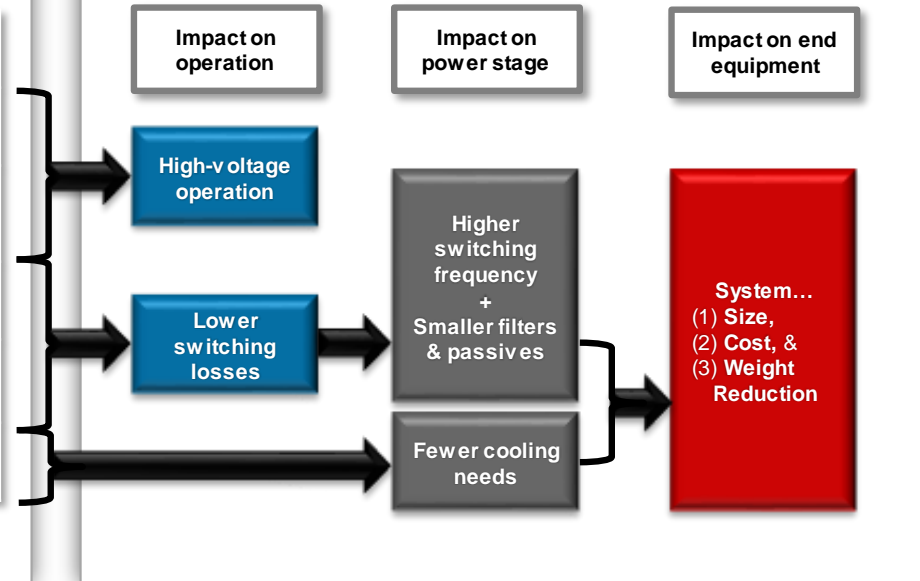 Impact on
operation
Impact on
power stage
Impact on end
equipment
High-voltage
operation
Lower
switching
losses
Higher
switching
frequency
+
Smaller filters
& passives
Fewer cooling
needs
System…
(1) Size,
(2) Cost, &
(3) Weight
Reduction